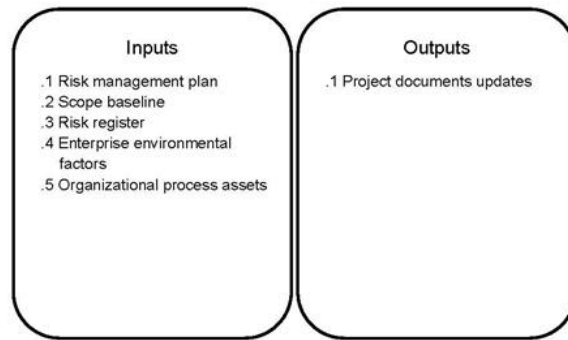 Inputs
.1 Risk management plan
.2 Scope baseline
.3 Risk register
.4 Enterprise environmental
factors
.5 Organizational process assets
Outputs
.1 Project documents updates